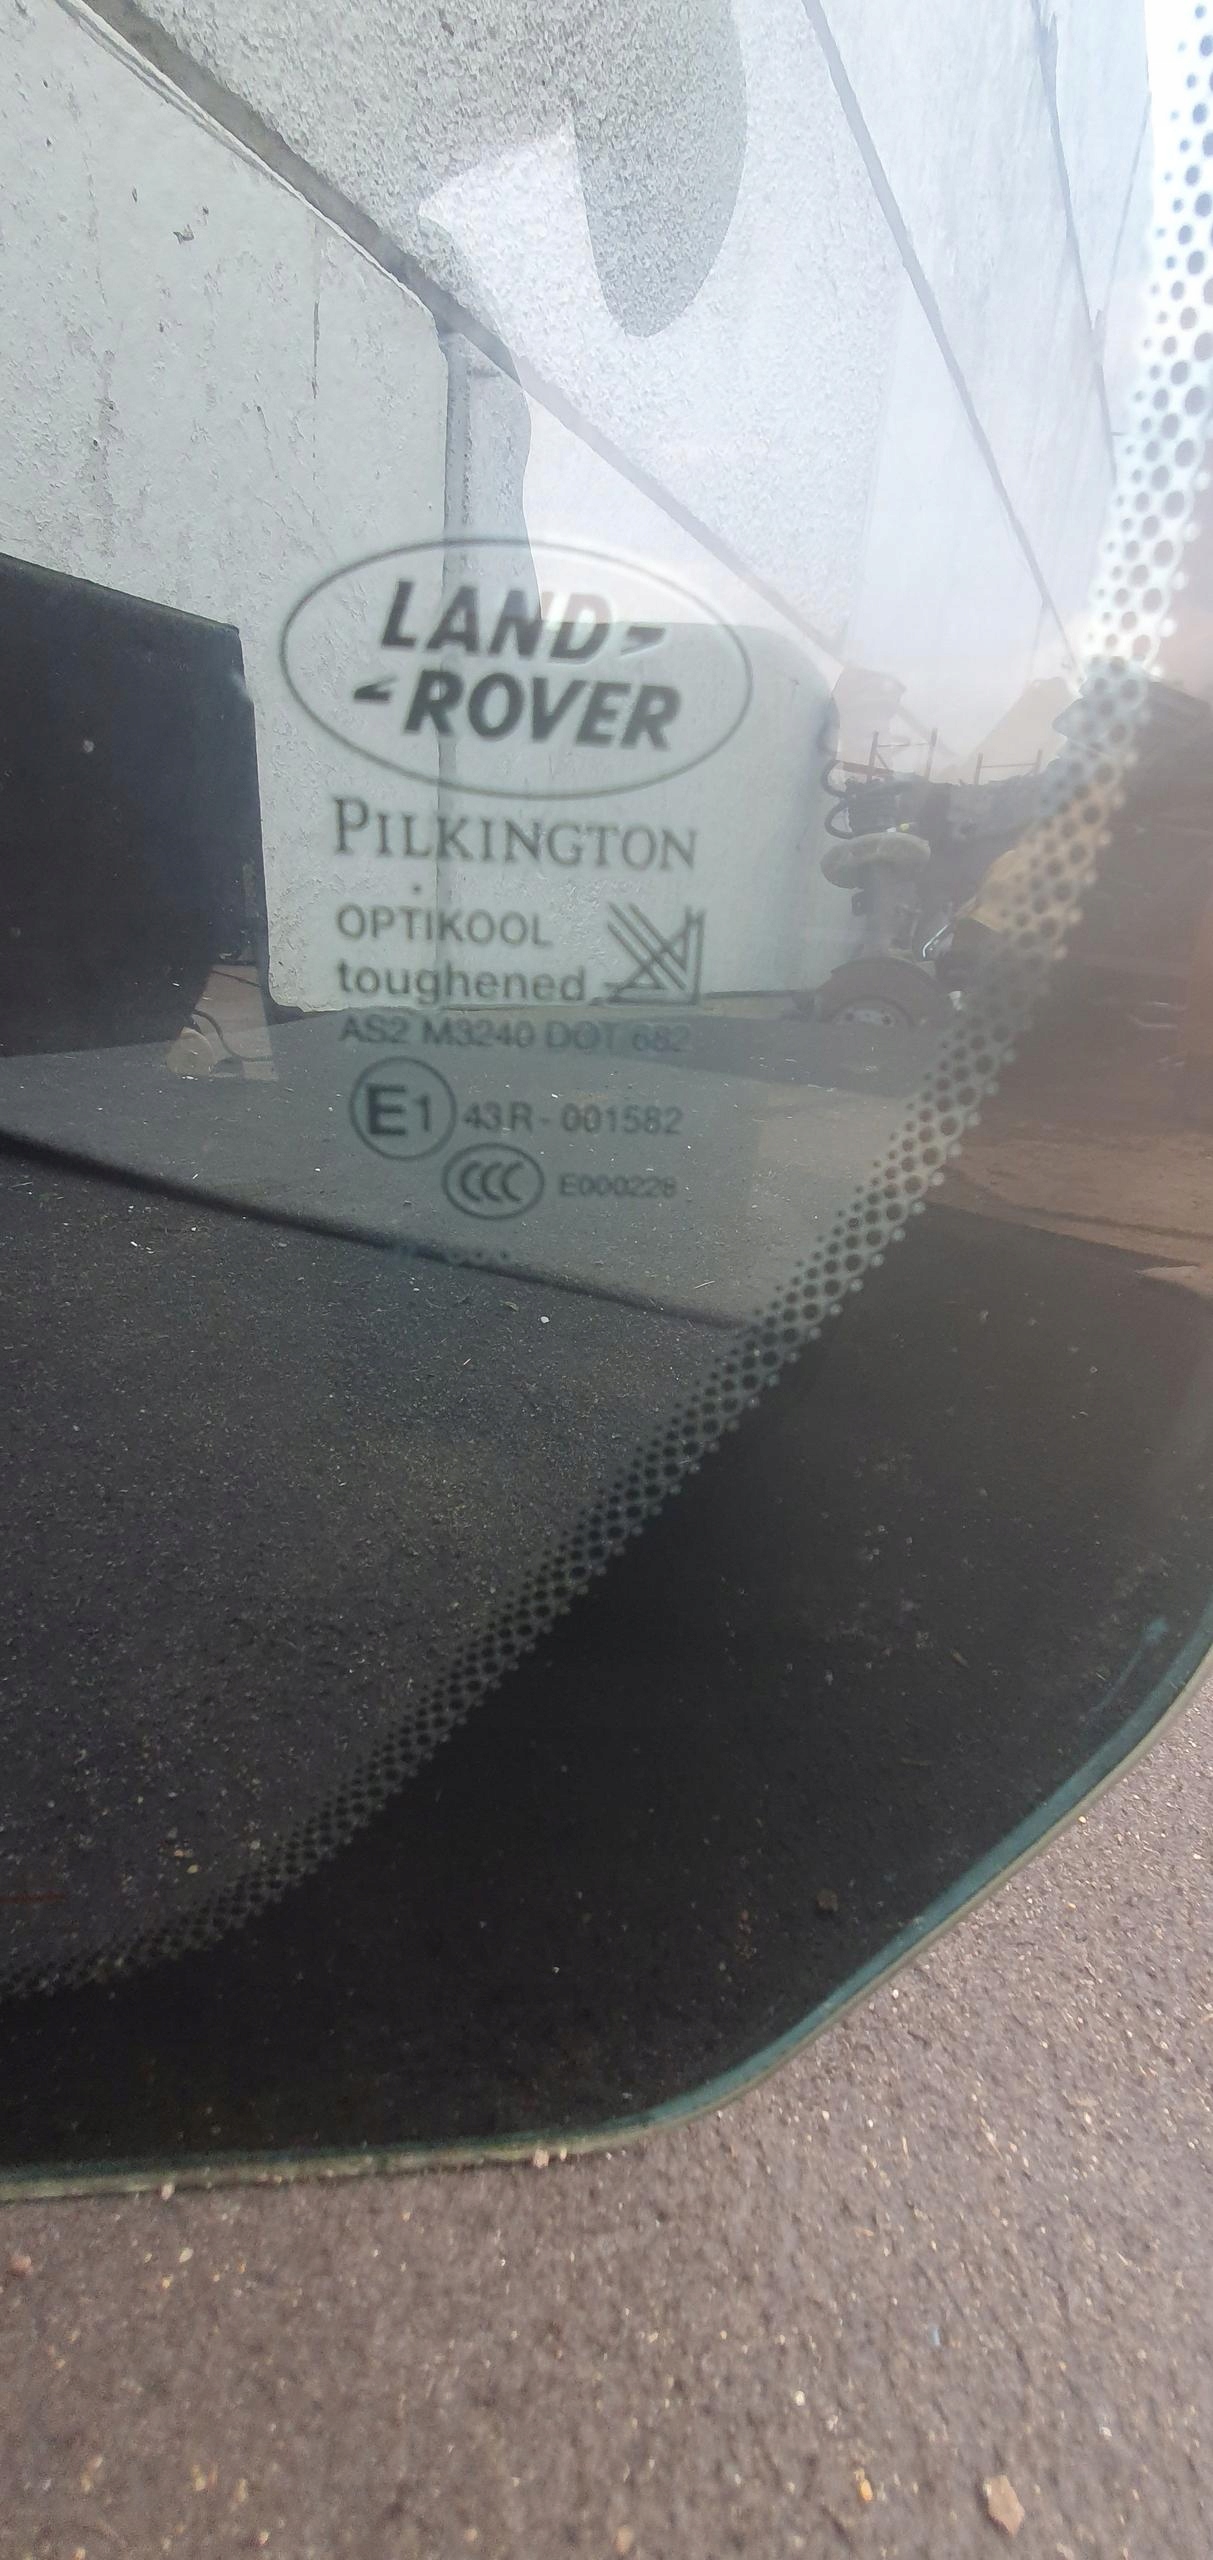 LAND-
-ROVER
PILKINGTON
OPTIKOOL
toughened
AS2 M3240 DOT 682
E1 43R - 001582
CCC E000228